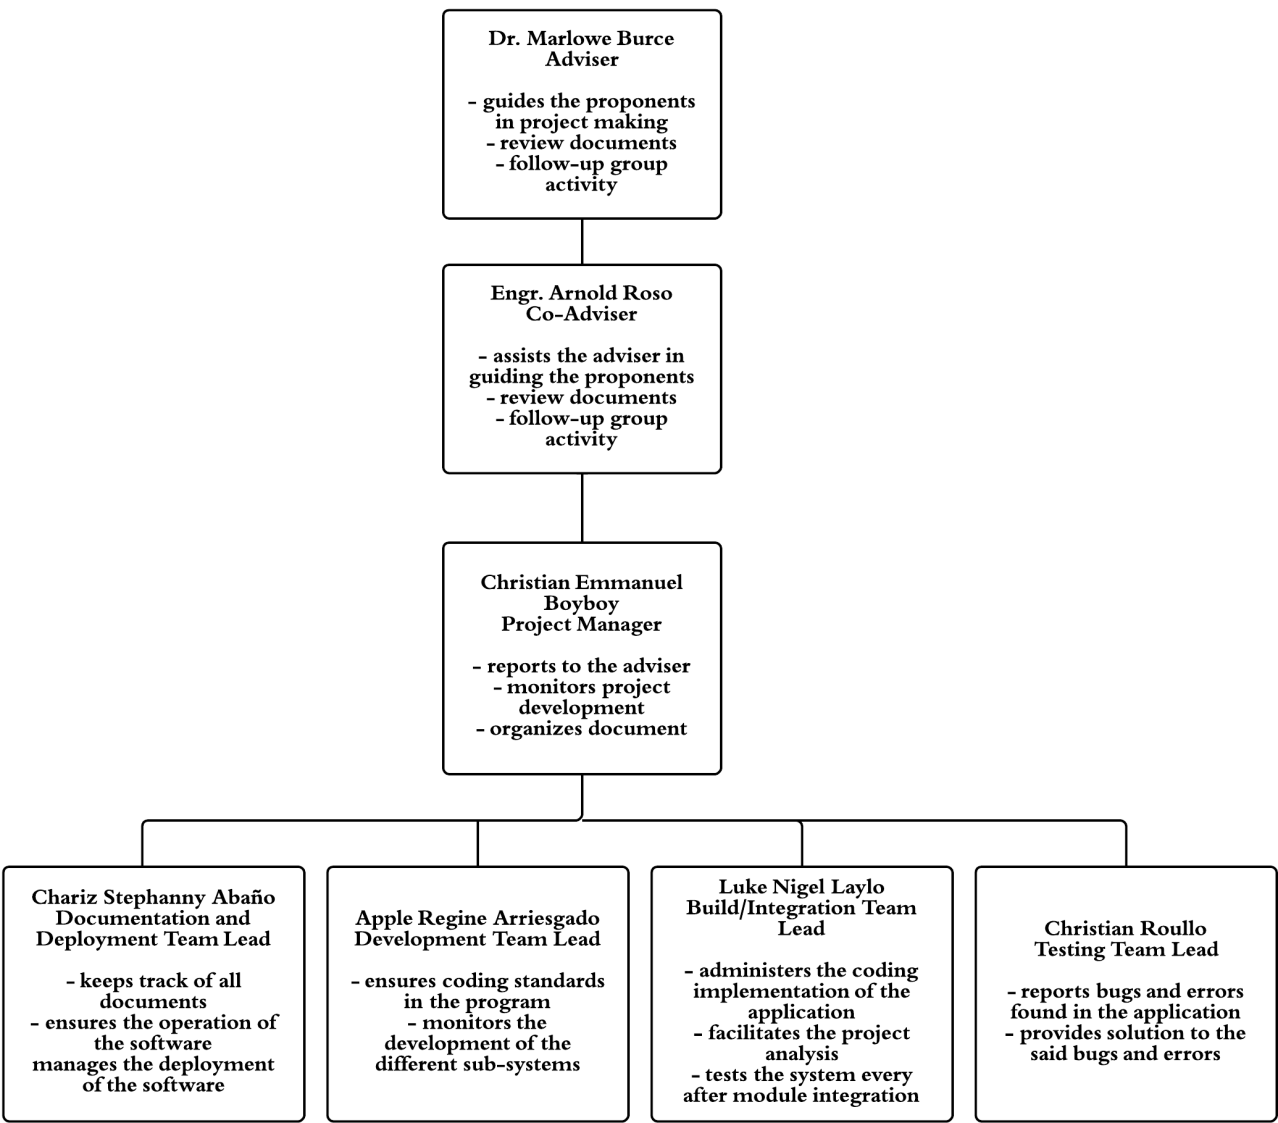 Dr. Marlowe Burce
Adviser
- guides the proponents
in project making
- review documents
- follow-up group
activity
Engr. Arnold Roso
Co-Adviser
- assists the adviser in
guiding the proponents
- review documents
- follow-up group
activity
Christian Emmanuel
Boyboy
Project Manager
- reports to the adviser
- monitors project
development
- organizes document
Chariz Stephanny Abaño
Documentation and
Deployment Team Lead
- keeps track of all
documents
- ensures the operation of
the software
manages the deployment
of the software
Apple Regine Arriesgado
Development Team Lead
- ensures coding standards
in the program
- monitors the
development of the
different sub-systems
Luke Nigel Laylo
Build/Integration Team
Lead
- administers the coding
implementation of the
application
- facilitates the project
analysis
- tests the system every
after module integration
Christian Roullo
Testing Team Lead
- reports bugs and errors
found in the application
- provides solution to the
said bugs and errors